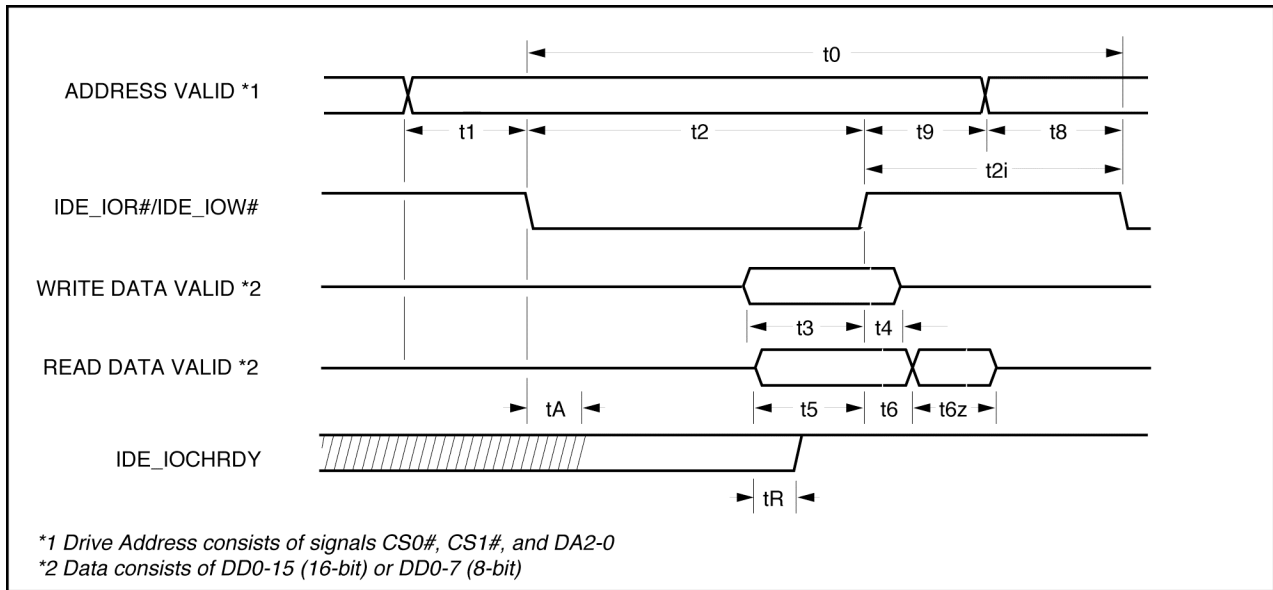 t0
ADDRESS VALID *1
t1 t2 t9 t8
t2i
IDE_IOR#/IDE_IOW#
WRITE DATA VALID *2
t3 t4
READ DATA VALID *2
tA t5 t6 t6z
IDE_IOCHRDY
tR
*1 Drive Address consists of signals CS0#, CS1#, and DA2-0
*2 Data consists of DD0-15 (16-bit) or DD0-7 (8-bit)